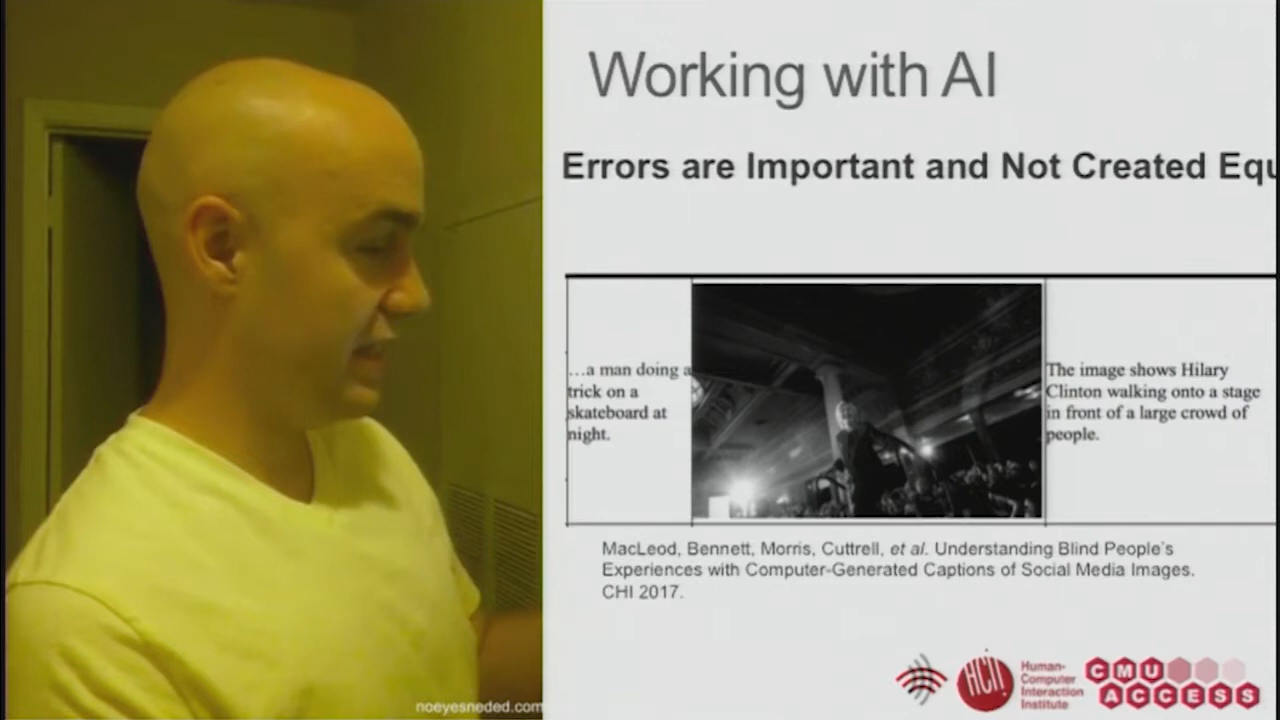 Working with AI
Errors are Important and Not Created Equ
…a man doing a
trick on a
skateboard at
night.
The image shows Hilary
Clinton walking onto a stage
in front of a large crowd of
people.
MacLeod, Bennett, Morris, Cuttrell, et al. Understanding Blind People's
Experiences with Computer-Generated Captions of Social Media Images.
CHI 2017.
noeyesneded.com
HCII
Human-
Computer
Interaction
Institute
CMU
ACCESS